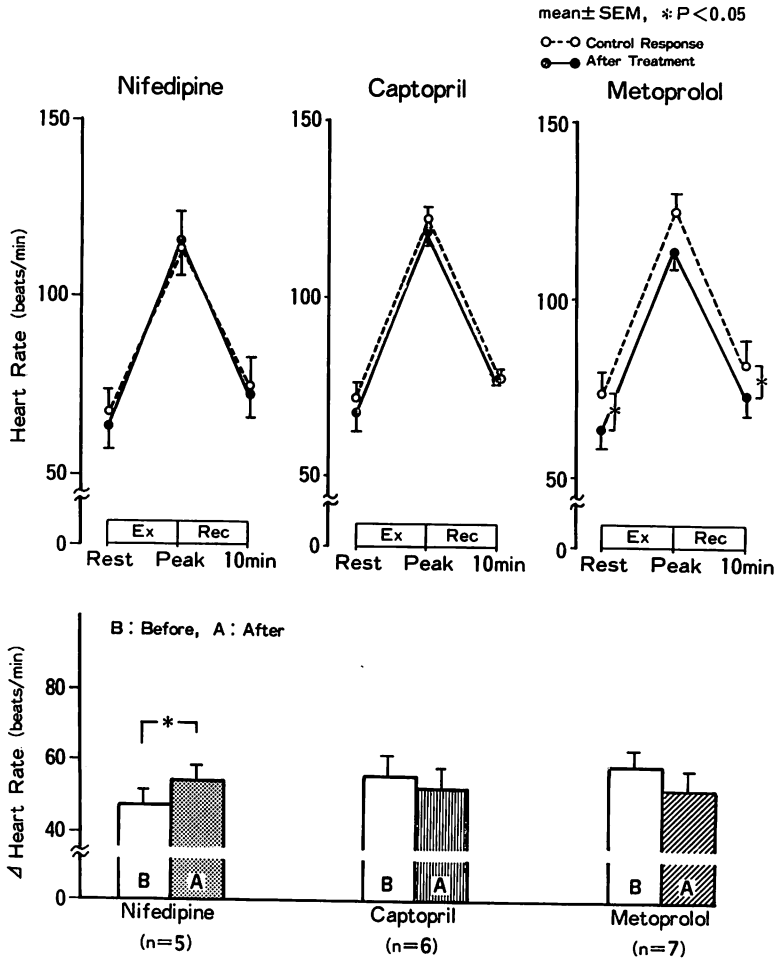 mean±SEM, *P<0.05
Control Response
After Treatment
Nifedipine
Captopril
Metoprolol
Heart Rate (beats/min)
150
100
50
0
Ex
Rec
Rest
Peak
10min
150
100
50
0
Ex
Rec
Rest
Peak
10min
150
100
50
0
*
*
Ex
Rec
Rest
Peak
10min
B:Before, A:After
⊿ Heart Rate (beats/min)
80
60
40
0
*
B
A
B
A
B
A
Nifedipine
(n=5)
Captopril
(n=6)
Metoprolol
(n=7)